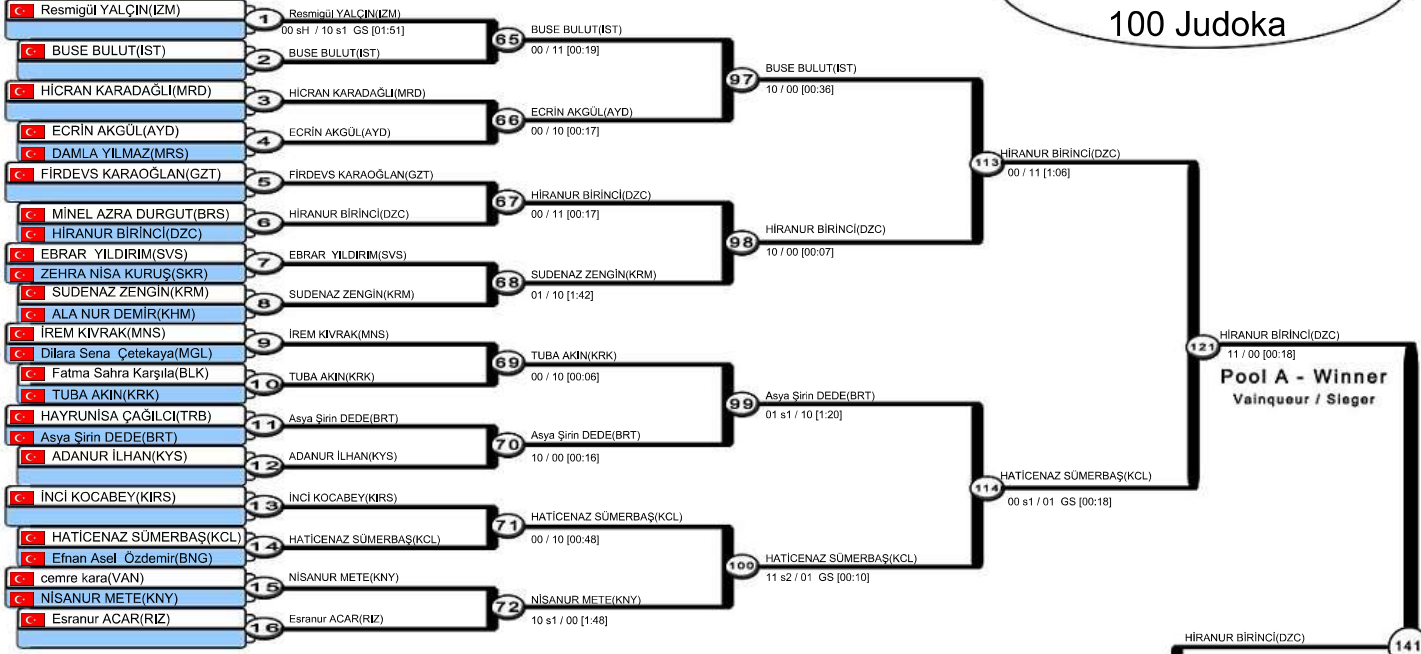 100 Judoka
Resmigül YALÇIN(IZM)
BUSE BULUT(IST)
HİCRAN KARADAĞLI(MRD)
ECRİN AKGÜL(AYD)
DAMLA YILMAZ(MRS)
FİRDEVS KARAOĞLAN(GZT)
MİNEL AZRA DURGUT(BRS)
HİRANUR BİRİNCİ(DZC)
EBRAR YILDIRIM(SVS)
ZEHRA NİSA KURUŞ(SKR)
SUDENAZ ZENGİN(KRM)
ALA NUR DEMİR(KHM)
İREM KIVRAK(MNS)
Dilara Sena Çetekaya(MGL)
Fatma Sahra Karşıla(BLK)
TUBA AKIN(KRK)
HAYRUNİSA ÇAĞILCI(TRB)
Asya Şirin DEDE(BRT)
ADANUR İLHAN(KYS)
İNCİ KOCABEY(KIRS)
HATİCENAZ SÜMERBAŞ(KCL)
Efnan Asel Özdemir(BNG)
cemre kara(VAN)
NİSANUR METE(KNY)
Esranur ACAR(RIZ)
1
Resmigül YALÇIN(IZM)
00 sH / 10 s1 GS [01:51]
2
BUSE BULUT(IST)
3
HİCRAN KARADAĞLI(MRD)
4
ECRİN AKGÜL(AYD)
5
FİRDEVS KARAOĞLAN(GZT)
6
HİRANUR BİRİNCİ(DZC)
7
EBRAR YILDIRIM(SVS)
8
SUDENAZ ZENGİN(KRM)
9
İREM KIVRAK(MNS)
10
TUBA AKIN(KRK)
11
Asya Şirin DEDE(BRT)
12
ADANUR İLHAN(KYS)
13
İNCİ KOCABEY(KIRS)
14
HATİCENAZ SÜMERBAŞ(KCL)
15
NİSANUR METE(KNY)
16
Esranur ACAR(RIZ)
65
BUSE BULUT(IST)
00 / 11 [00:19]
66
ECRİN AKGÜL(AYD)
00 / 10 [00:17]
67
HİRANUR BİRİNCİ(DZC)
00 / 11 [00:17]
68
SUDENAZ ZENGİN(KRM)
01 / 10 [1:42]
69
TUBA AKIN(KRK)
00 / 10 [00:06]
70
Asya Şirin DEDE(BRT)
10 / 00 [00:16]
71
HATİCENAZ SÜMERBAŞ(KCL)
00 / 10 [00:48]
72
NİSANUR METE(KNY)
10 s1 / 00 [1:48]
97
BUSE BULUT(IST)
10 / 00 [00:36]
98
HİRANUR BİRİNCİ(DZC)
10 / 00 [00:07]
99
Asya Şirin DEDE(BRT)
01 s1 / 10 [1:20]
100
HATİCENAZ SÜMERBAŞ(KCL)
11 s2 / 01 GS [00:10]
113
HİRANUR BİRİNCİ(DZC)
00 / 11 [1:06]
114
HATİCENAZ SÜMERBAŞ(KCL)
00 s1 / 01 GS [00:18]
121
HİRANUR BİRİNCİ(DZC)
11 / 00 [00:18]
Pool A - Winner
Vainqueur / Sieger
HİRANUR BİRİNCİ(DZC)
141